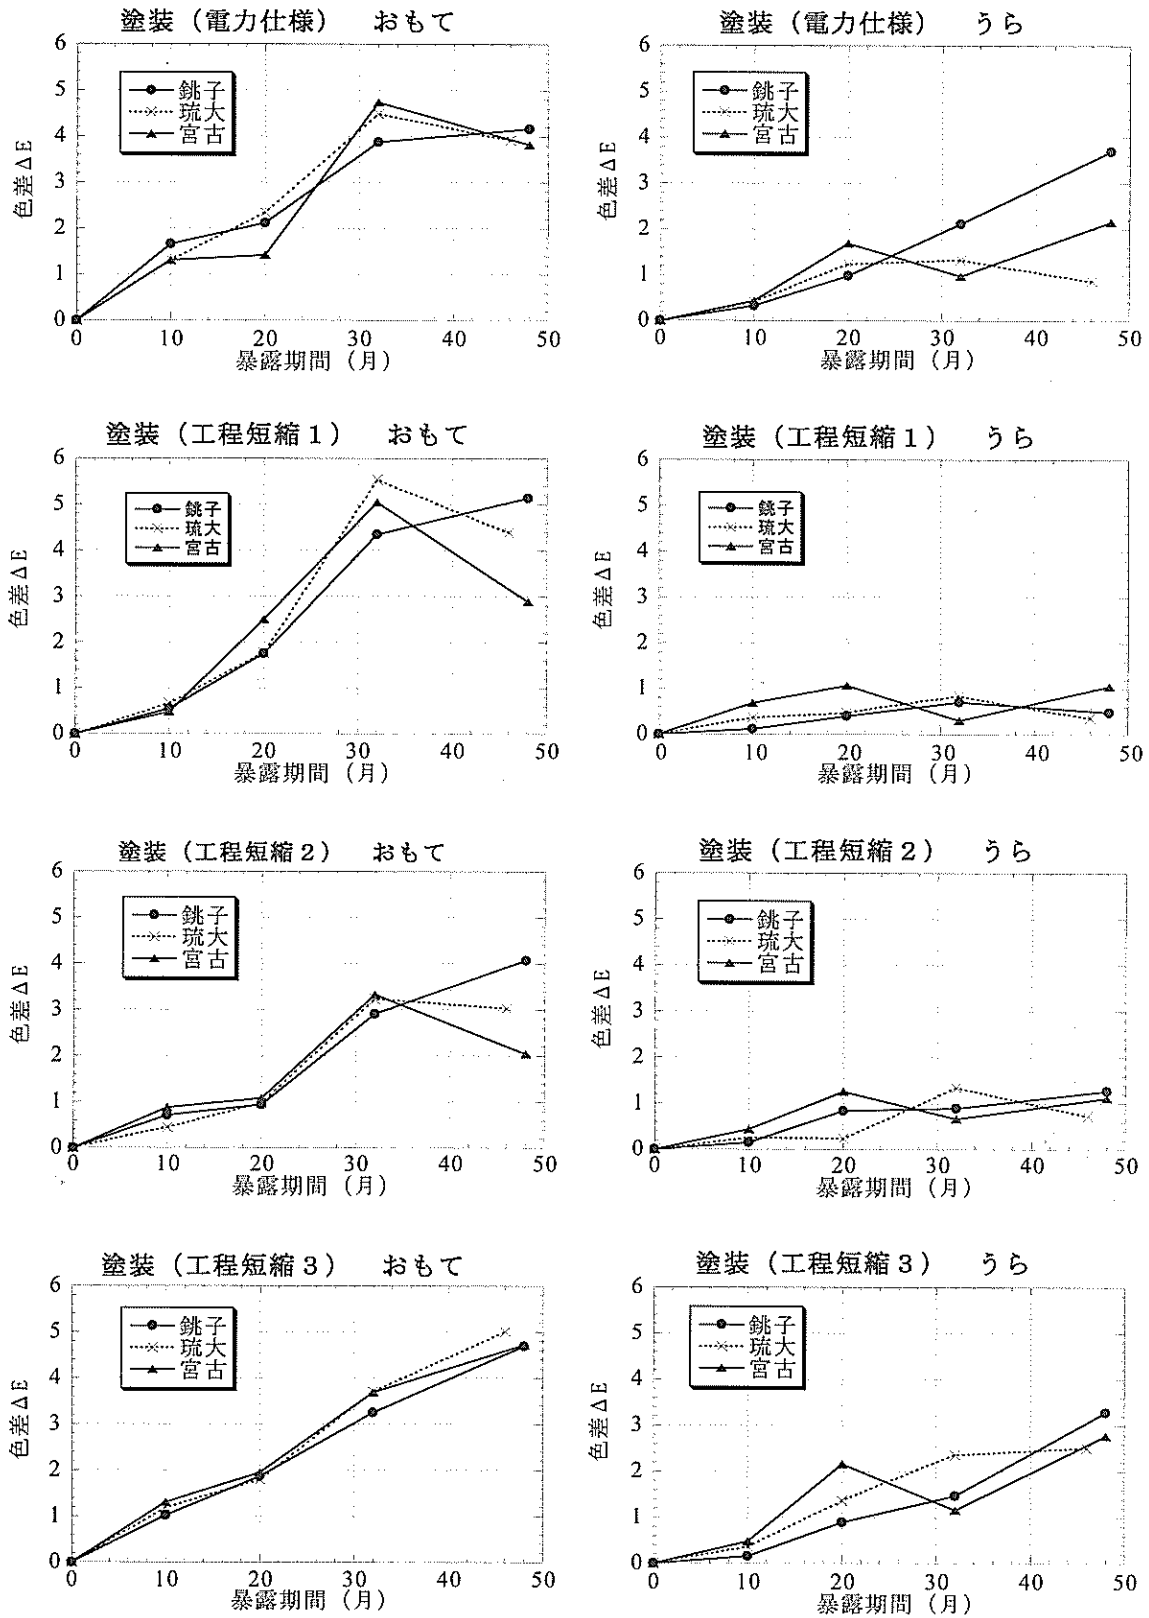 塗装（電力仕様） おもて
6
5
4
3
2
1
0
色差ΔE
銚子
琉大
宮古
0 10 20 30 40 50
暴露期間（月）
塗装（電力仕様） うら
6
5
4
3
2
1
0
色差ΔE
銚子
琉大
宮古
0 10 20 30 40 50
暴露期間（月）
塗装（工程短縮１） おもて
6
5
4
3
2
1
0
色差ΔE
銚子
琉大
宮古
0 10 20 30 40 50
暴露期間（月）
塗装（工程短縮１） うら
6
5
4
3
2
1
0
色差ΔE
銚子
琉大
宮古
0 10 20 30 40 50
暴露期間（月）
塗装（工程短縮２） おもて
6
5
4
3
2
1
0
色差ΔE
銚子
琉大
宮古
0 10 20 30 40 50
暴露期間（月）
塗装（工程短縮２） うら
6
5
4
3
2
1
0
色差ΔE
銚子
琉大
宮古
0 10 20 30 40 50
暴露期間（月）
塗装（工程短縮３） おもて
6
5
4
3
2
1
0
色差ΔE
銚子
琉大
宮古
0 10 20 30 40 50
暴露期間（月）
塗装（工程短縮３） うら
6
5
4
3
2
1
0
色差ΔE
銚子
琉大
宮古
0 10 20 30 40 50
暴露期間（月）